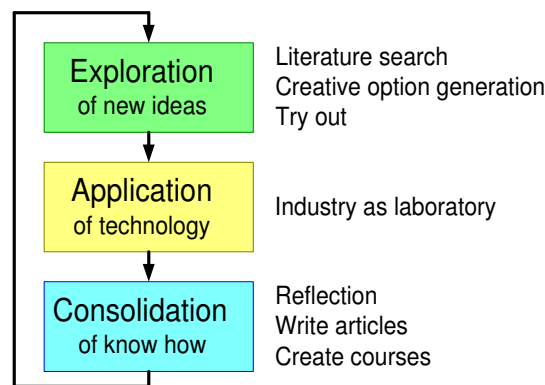 Exploration
of new ideas
Literature search
Creative option generation
Try out
Application
of technology
Industry as laboratory
Consolidation
of know how
Reflection
Write articles
Create courses